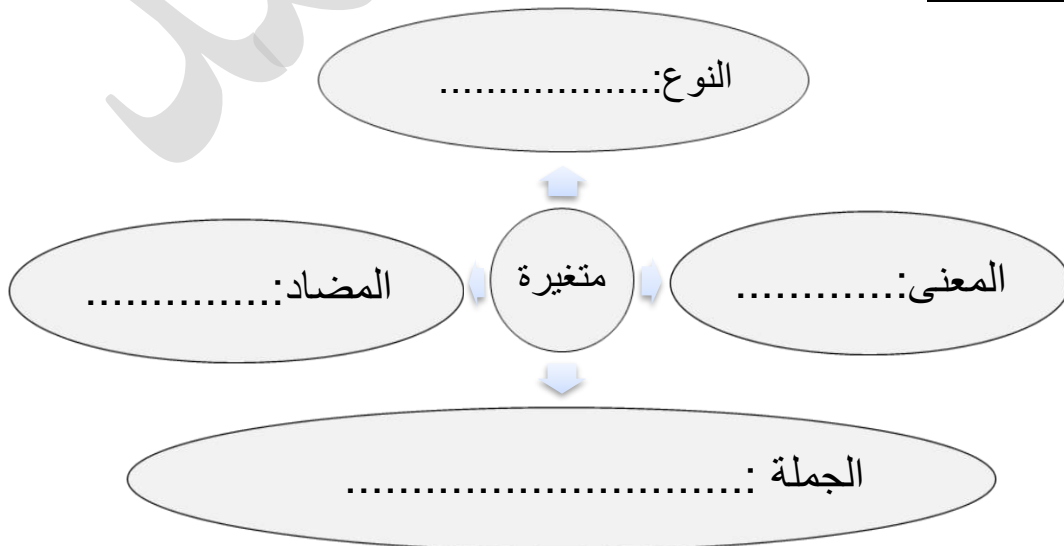 النوع:..................
المعنى:.............
متغيرة
المضاد:...............
الجملة :..............................